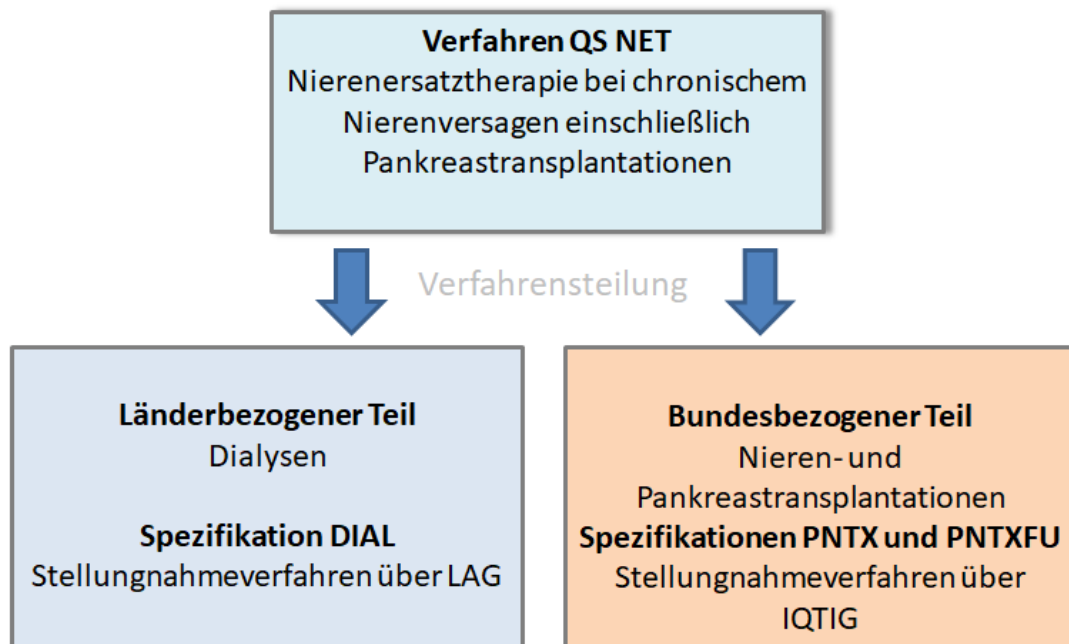 Verfahren QS NET
Nierenersatztherapie bei chronischem
Nierenversagen einschließlich
Pankreastransplantationen
Verfahrensteilung
Länderbezogener Teil
Dialysen
Spezifikation DIAL
Stellungnahmeverfahren über LAG
Bundesbezogener Teil
Nieren- und
Pankreastransplantationen
Spezifikationen PNTX und PNTXFU
Stellungnahmeverfahren über
IQTIG